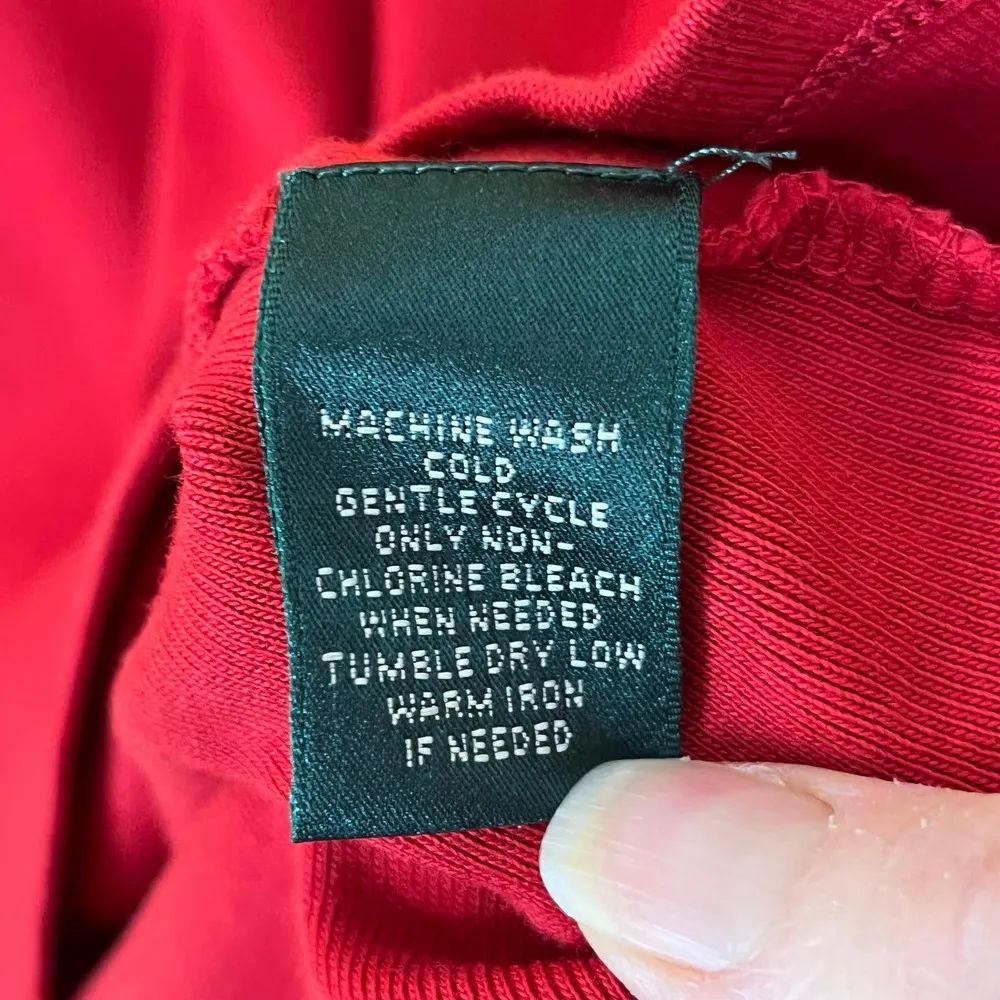 MACHINE WASH
COLD
GENTLE CYCLE
ONLY NON-
CHLORINE BLEACH
WHEN NEEDED
TUMBLE DRY LOW
WARM IRON
IF NEEDED